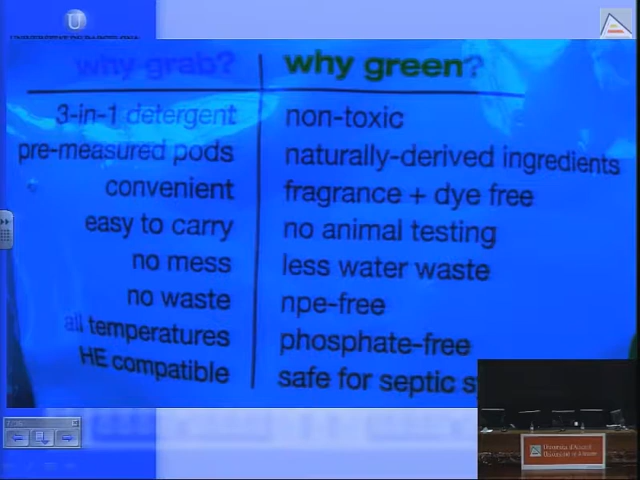 U
why grab?
3-in-1 detergent
pre-measured pods
convenient
easy to carry
no mess
no waste
all temperatures
HE compatible
why green?
non-toxic
naturally-derived ingredients
fragrance + dye free
no animal testing
less water waste
npe-free
phosphate-free
safe for septic s